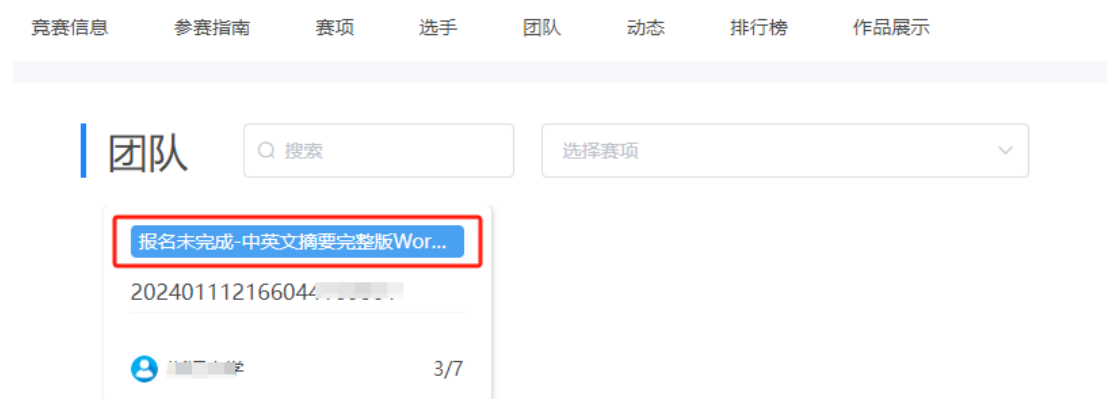 竞赛信息 参赛指南 赛项 选手 团队 动态 排行榜 作品展示
团队 搜索 选择赛项
报名未完成-中英文摘要完整版Wor...
202401112166044
学 3/7